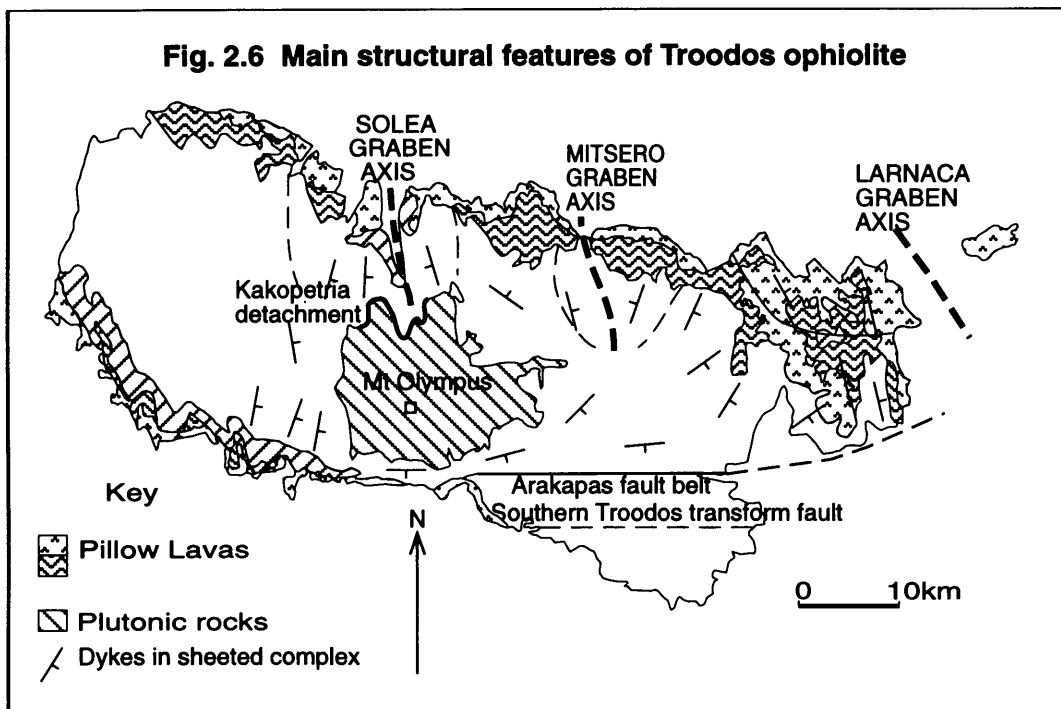 Fig. 2.6 Main structural features of Troodos ophiolite
SOLEA
GRABEN
AXIS
MITSERO
GRABEN
AXIS
LARNACA
GRABEN
AXIS
Kakopetria
detachment
Mt Olympus
Arakapas fault belt
Southern Troodos transform fault
Key
N
Pillow Lavas
Plutonic rocks
Dykes in sheeted complex
0 10km